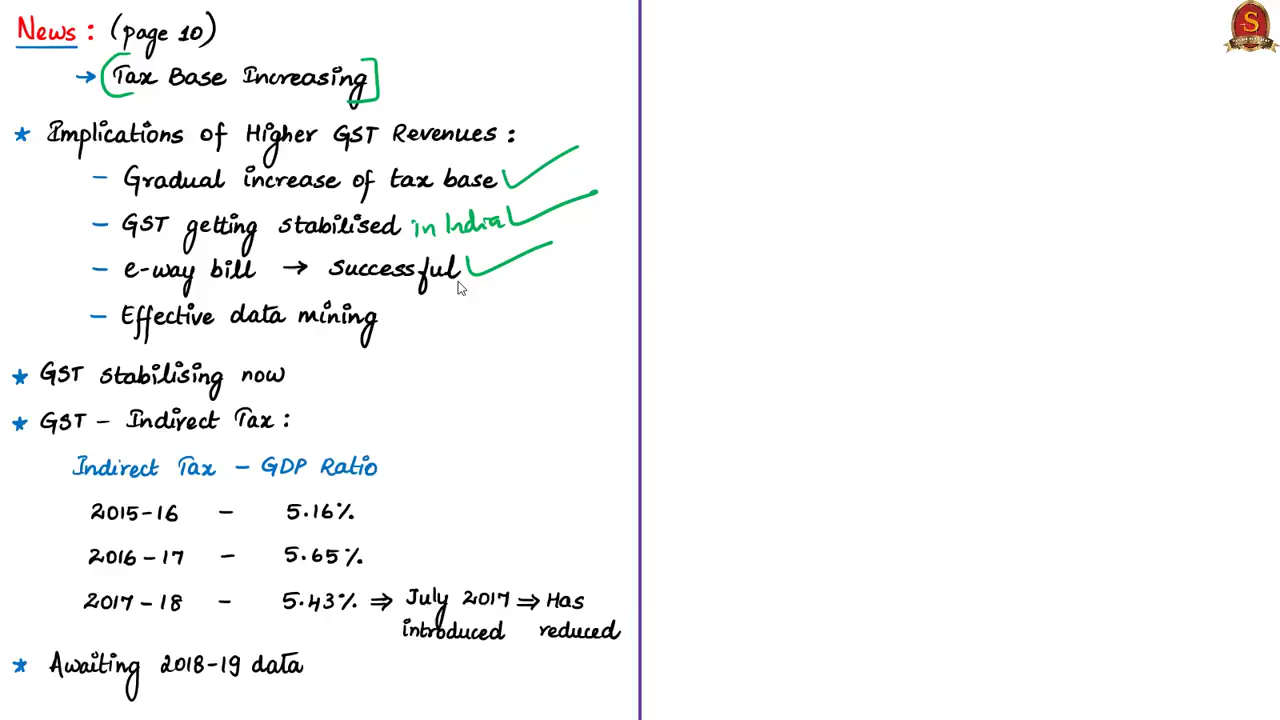 News : (page 10)
→ [Tax Base Increasing]
* Implications of Higher GST Revenues :
– Gradual increase of tax base ✓
– GST getting stabilised in India ✓
– e-way bill → Successful ✓
– Effective data mining
* GST stabilising now
* GST – Indirect Tax :
Indirect Tax – GDP Ratio
2015-16 – 5.16%
2016-17 – 5.65%
2017-18 – 5.43% ⇒ July 2017 ⇒ Has
introduced reduced
* Awaiting 2018-19 data
S